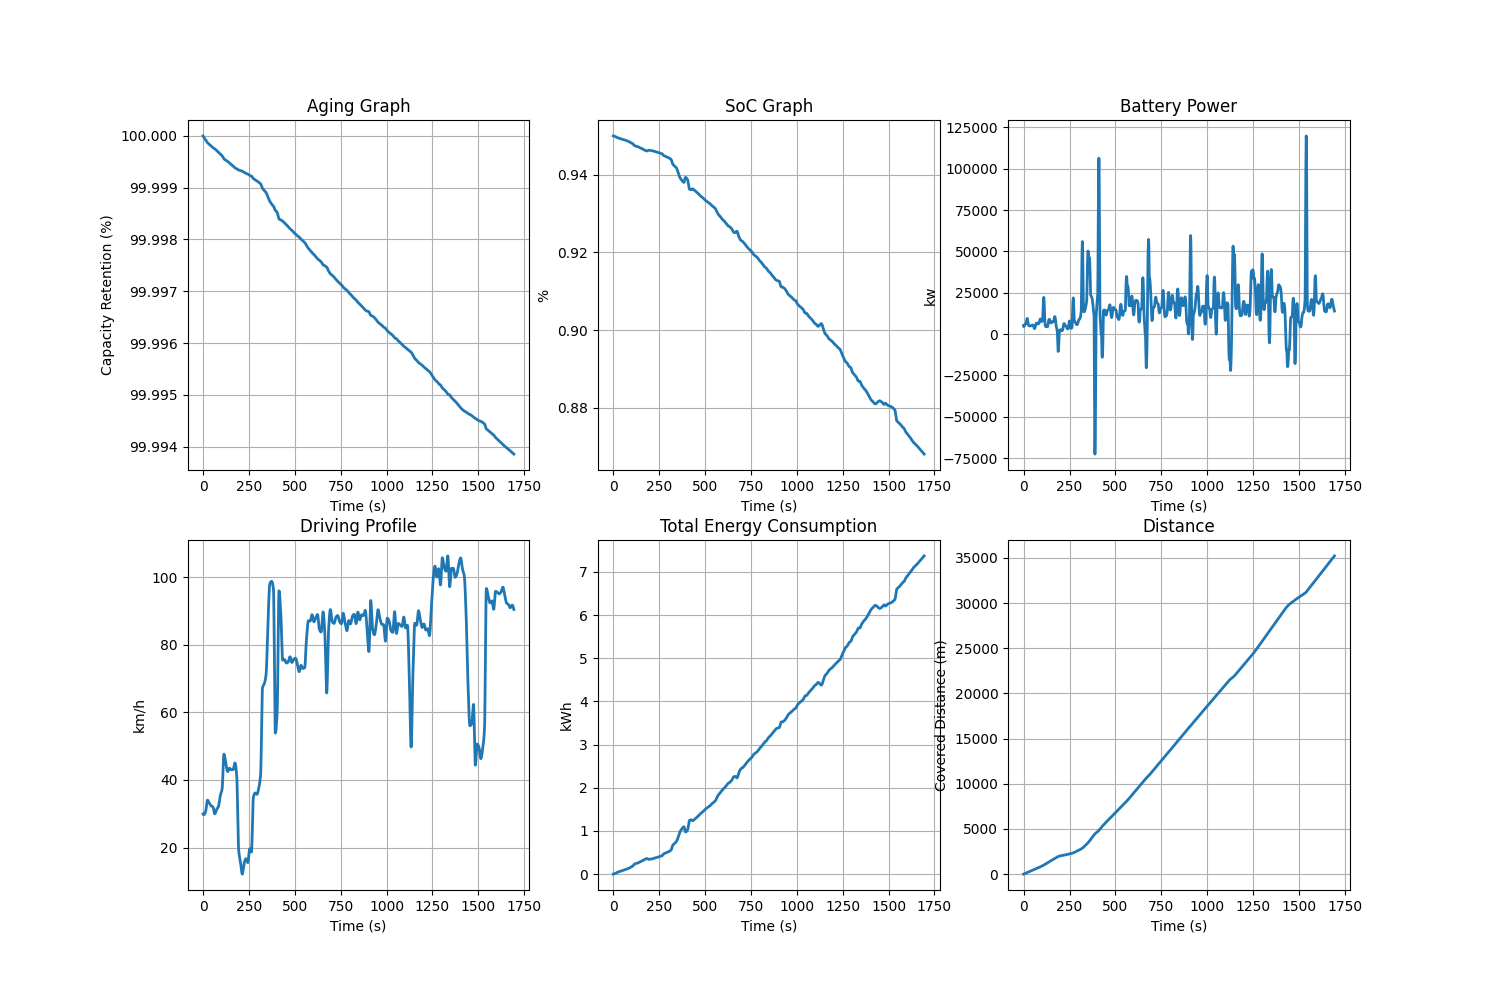 Aging Graph
SoC Graph
Battery Power
Capacity Retention (%)
100.000
99.999
99.998
99.997
99.996
99.995
99.994
0 250 500 750 1000 1250 1500 1750
Time (s)
%
0.94
0.92
0.90
0.88
0 250 500 750 1000 1250 1500 1750
Time (s)
kw
125000
100000
75000
50000
25000
0
−25000
−50000
−75000
0 250 500 750 1000 1250 1500 1750
Time (s)
Driving Profile
Total Energy Consumption
Distance
km/h
100
80
60
40
20
0 250 500 750 1000 1250 1500 1750
Time (s)
kWh
7
6
5
4
3
2
1
0
0 250 500 750 1000 1250 1500 1750
Time (s)
Covered Distance (m)
35000
30000
25000
20000
15000
10000
5000
0
0 250 500 750 1000 1250 1500 1750
Time (s)